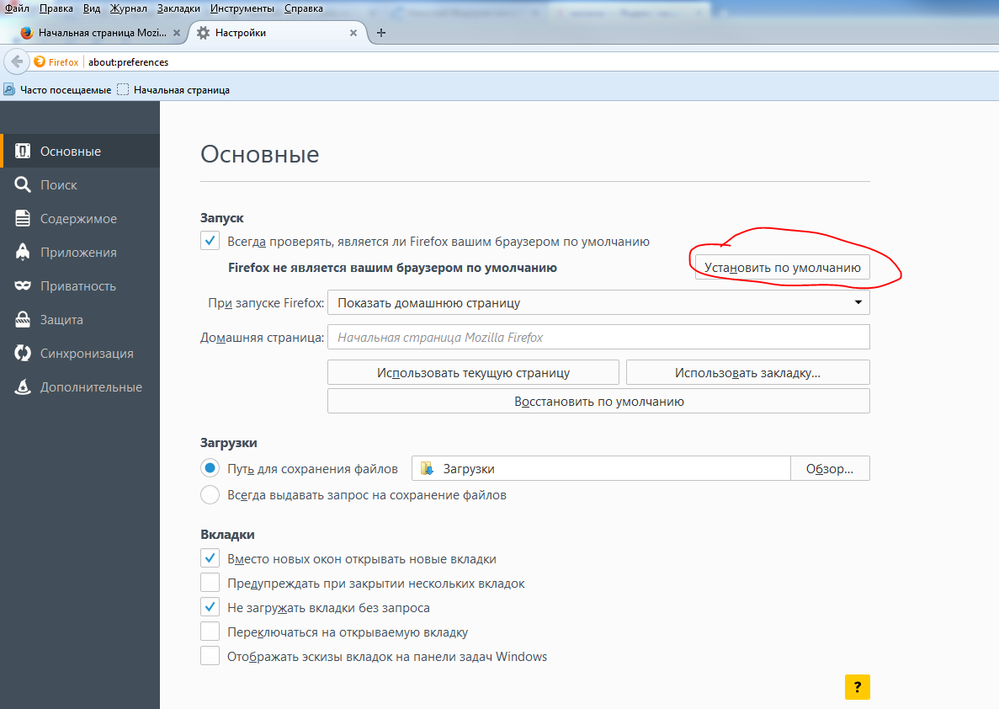 Файл Правка Вид Журнал Закладки Инструменты Справка
Начальная страница Mozi... Настройки
Firefox about:preferences
Часто посещаемые Начальная страница
Основные
Поиск
Содержимое
Приложения
Приватность
Защита
Синхронизация
Дополнительные
Основные
Запуск
Всегда проверять, является ли Firefox вашим браузером по умолчанию
Firefox не является вашим браузером по умолчанию Установить по умолчанию
При запуске Firefox: Показать домашнюю страницу
Домашняя страница: Начальная страница Mozilla Firefox
Использовать текущую страницу Использовать закладку...
Восстановить по умолчанию
Загрузки
Путь для сохранения файлов Загрузки Обзор...
Всегда выдавать запрос на сохранение файлов
Вкладки
Вместо новых окон открывать новые вкладки
Предупреждать при закрытии нескольких вкладок
Не загружать вкладки без запроса
Переключаться на открываемую вкладку
Отображать эскизы вкладок на панели задач Windows
?